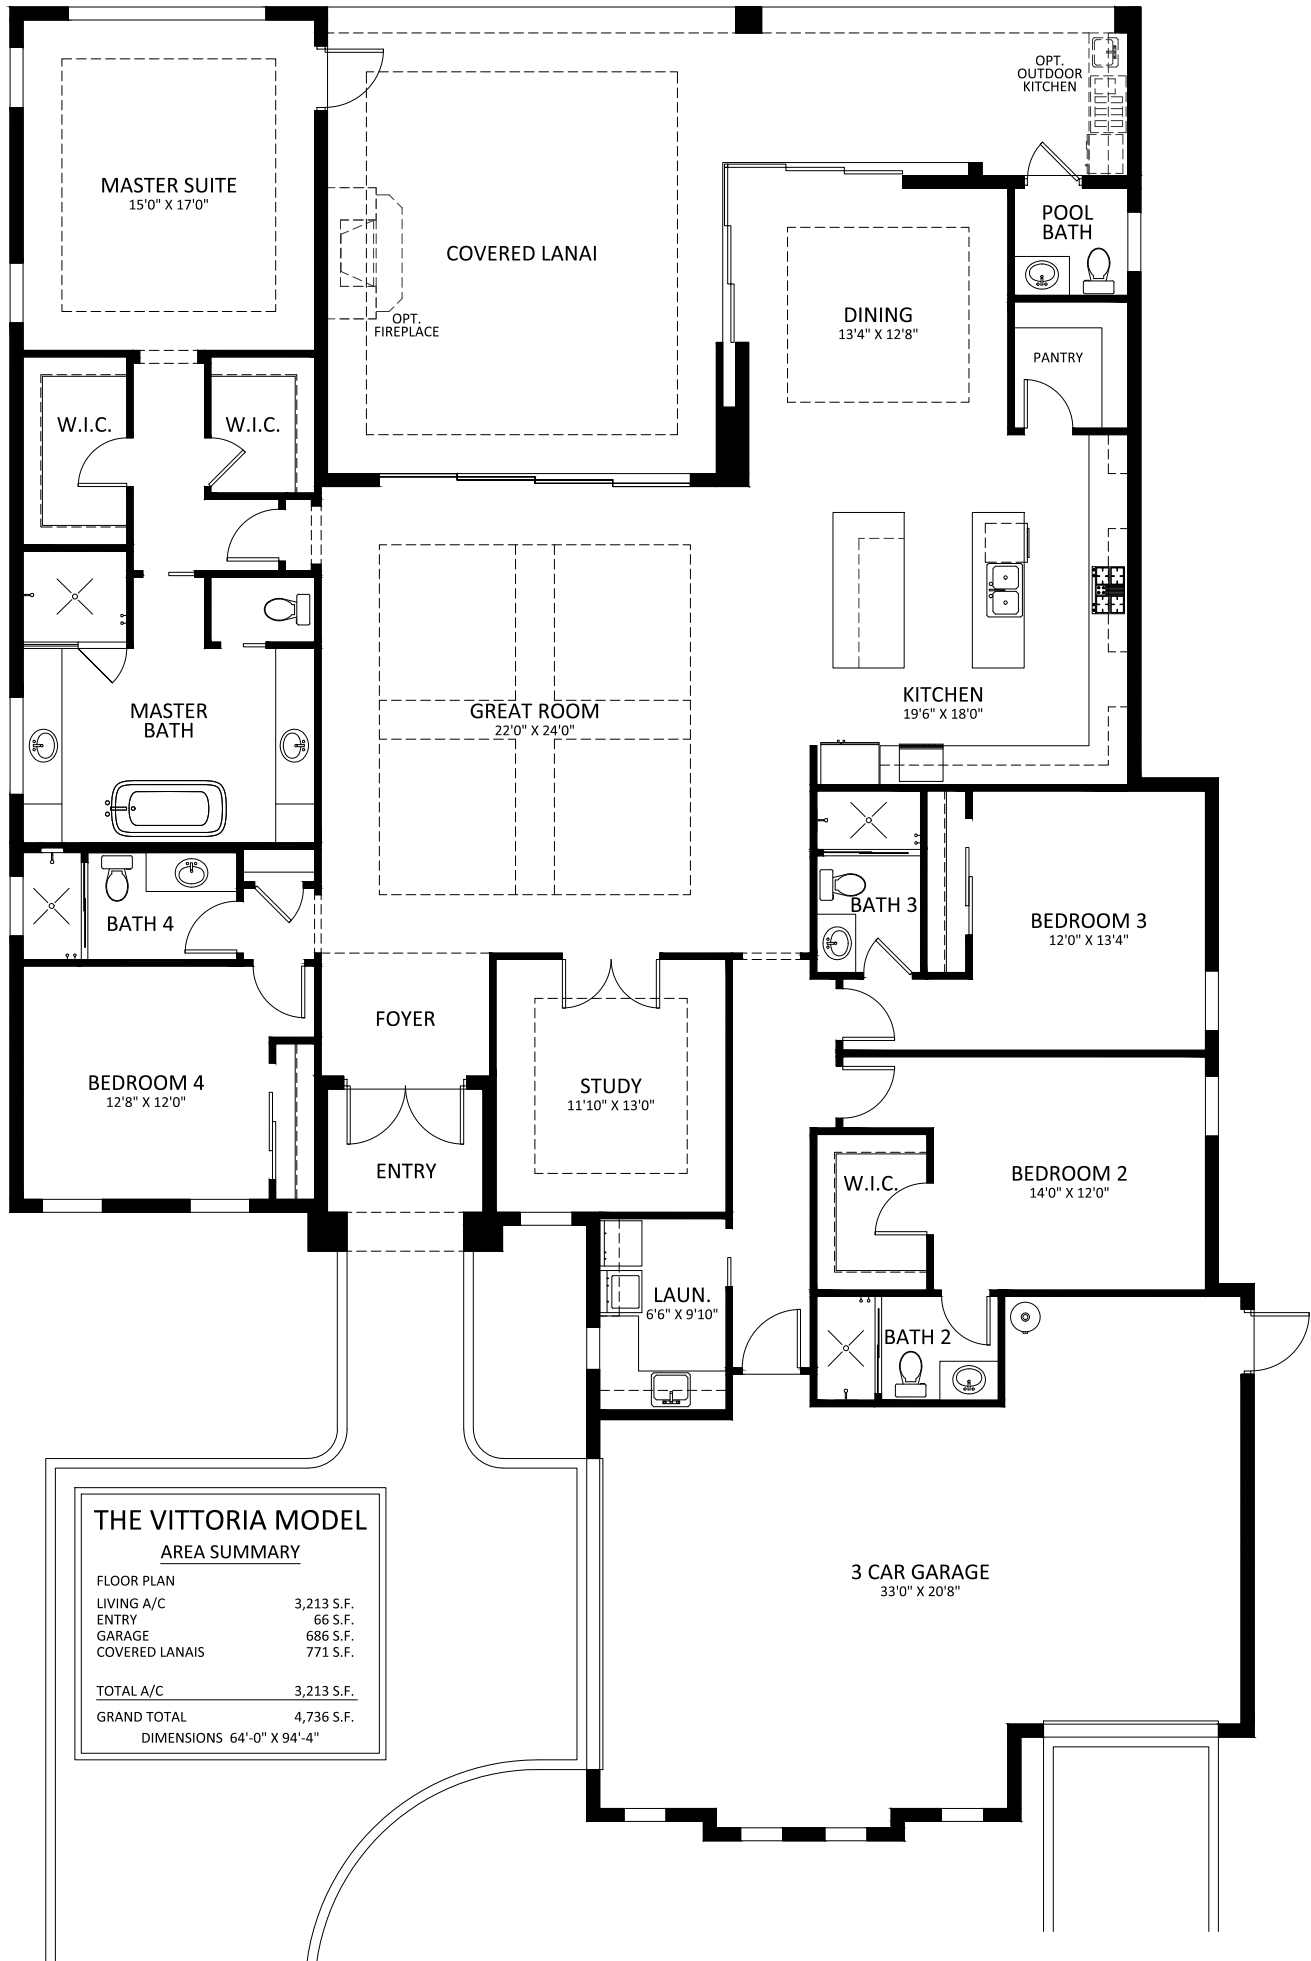 OPT.
OUTDOOR
KITCHEN
MASTER SUITE
15'0" X 17'0"
POOL
BATH
COVERED LANAI
OPT.
FIREPLACE
DINING
13'4" X 12'8"
PANTRY
W.I.C.
W.I.C.
KITCHEN
19'6" X 18'0"
MASTER
BATH
GREAT ROOM
22'0" X 24'0"
BATH 4
BATH 3
BEDROOM 3
12'0" X 13'4"
FOYER
BEDROOM 4
12'8" X 12'0"
STUDY
11'10" X 13'0"
ENTRY
W.I.C.
BEDROOM 2
14'0" X 12'0"
LAUN.
6'6" X 9'10"
BATH 2
THE VITTORIA MODEL
AREA SUMMARY
FLOOR PLAN
LIVING A/C 3,213 S.F.
ENTRY 66 S.F.
GARAGE 686 S.F.
COVERED LANAIS 771 S.F.
TOTAL A/C 3,213 S.F.
GRAND TOTAL 4,736 S.F.
DIMENSIONS 64'-0" X 94'-4"
3 CAR GARAGE
33'0" X 20'8"